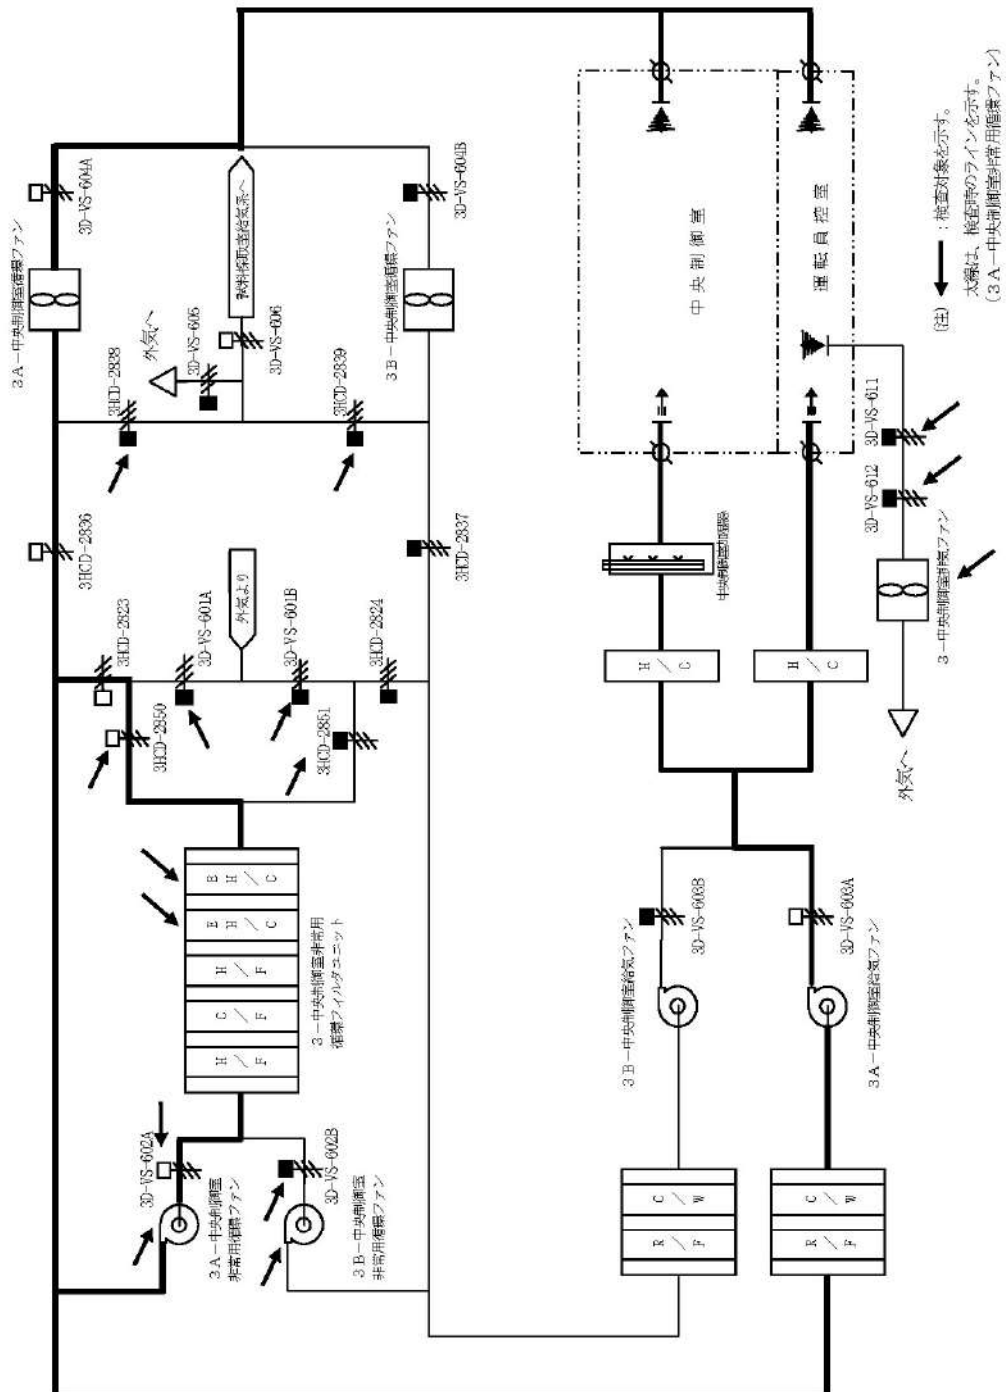 3A-中央制御室循環ファン
3D-VS-604A
試料採取室給気系へ
3D-VS-604B
3B-中央制御室循環ファン
外気へ
3D-VS-605
3D-VS-606
3HCD-2838
3HCD-2839
3HCD-2836
3HCD-2837
外気より
3HCD-2823
3D-VS-601A
3D-VS-601B
3HCD-2824
3HCD-2850
3HCD-2851
B H/C
E H/C
H/F
C/F
H/F
3-中央制御室非常用
循環フィルタユニット
3D-VS-602A
3D-VS-602B
3A-中央制御室
非常用循環ファン
3B-中央制御室
非常用循環ファン
中央制御室
運転員控室
3D-VS-611
3D-VS-612
3-中央制御室排気ファン
外気へ
中央制御室加湿器
H/C
H/C
3D-VS-603B
3D-VS-603A
3B-中央制御室給気ファン
3A-中央制御室給気ファン
C/W
R/F
C/W
R/F
(注) :検査対象を示す。
太線は、検査時のラインを示す。
(3A-中央制御室非常用循環ファン)